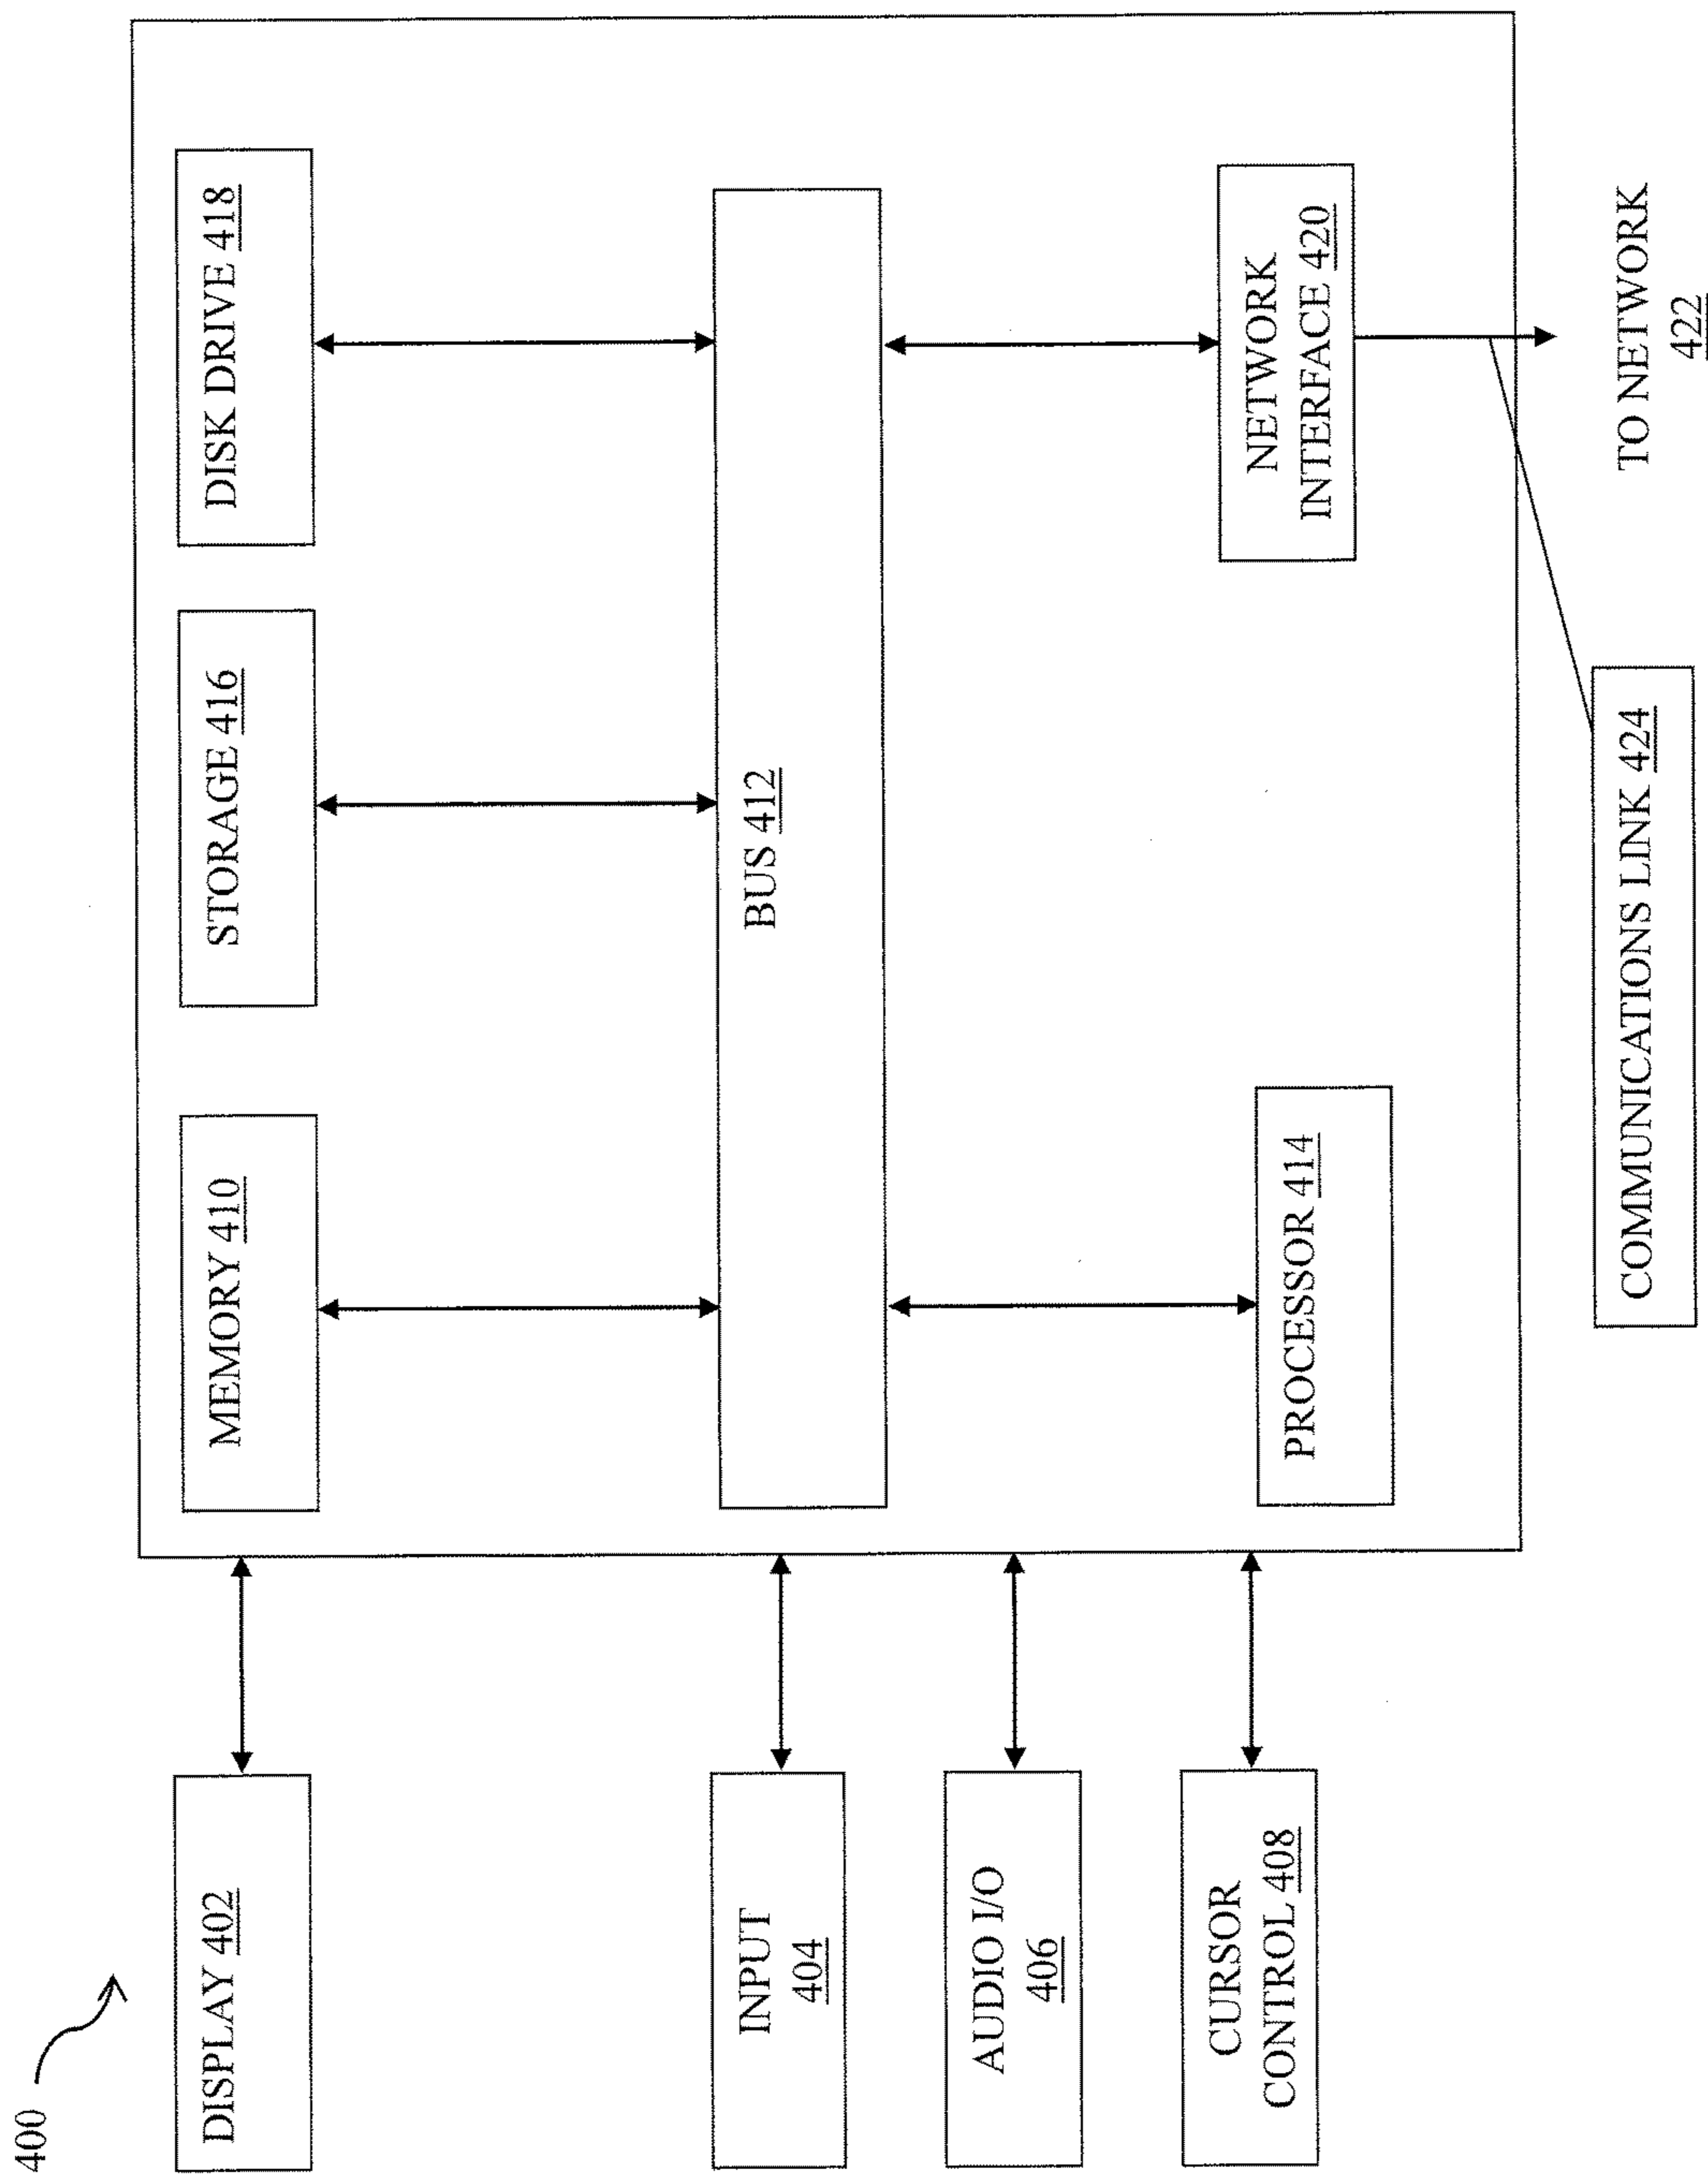 400
DISPLAY 402
INPUT
404
AUDIO I/O
406
CURSOR
CONTROL 408
MEMORY 410
STORAGE 416
DISK DRIVE 418
BUS 412
PROCESSOR 414
NETWORK
INTERFACE 420
COMMUNICATIONS LINK 424
TO NETWORK
422